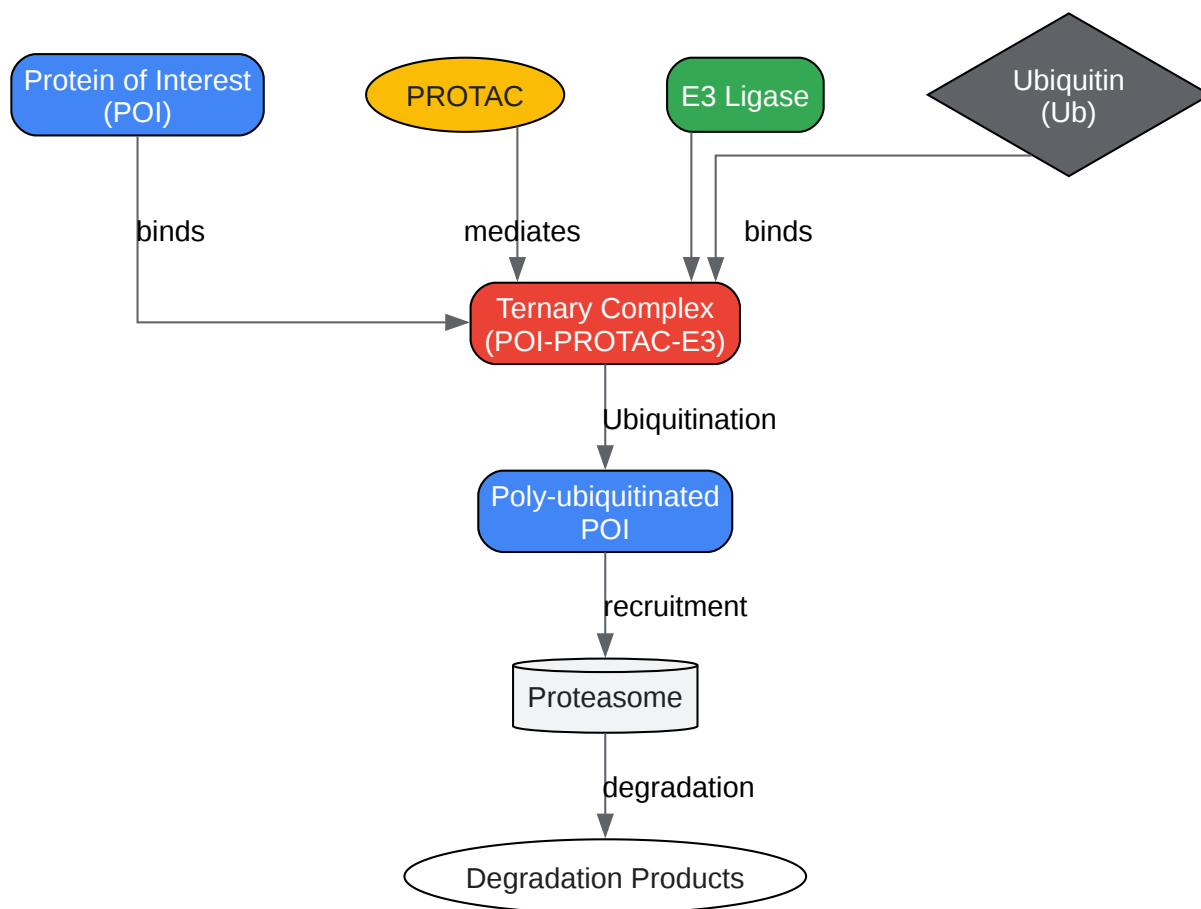 Protein of Interest
(POI)
PROTAC
E3 Ligase
Ubiquitin
(Ub)
binds
mediates
binds
Ternary Complex
(POI-PROTAC-E3)
Ubiquitination
Poly-ubiquitinated
POI
recruitment
Proteasome
degradation
Degradation Products